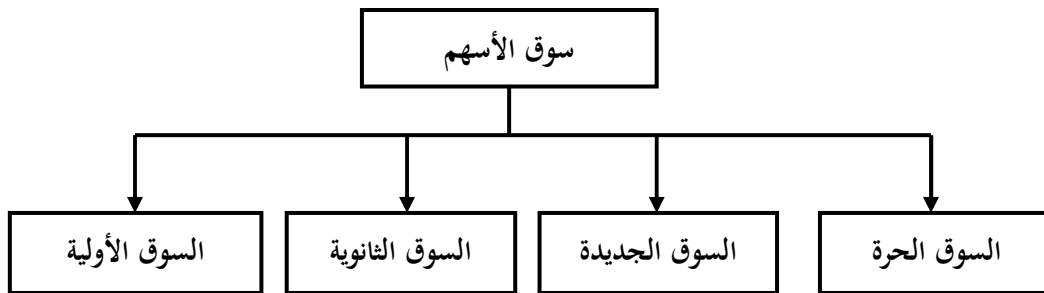 سوق الأسهم
السوق الحرة
السوق الجديدة
السوق الثانوية
السوق الأولية